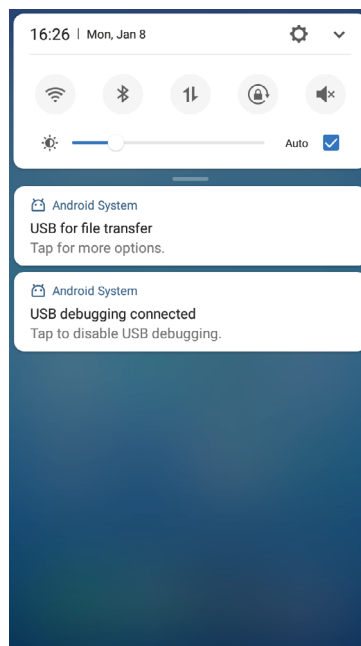 16:26 | Mon, Jan 8
Auto
Android System
USB for file transfer
Tap for more options.
Android System
USB debugging connected
Tap to disable USB debugging.